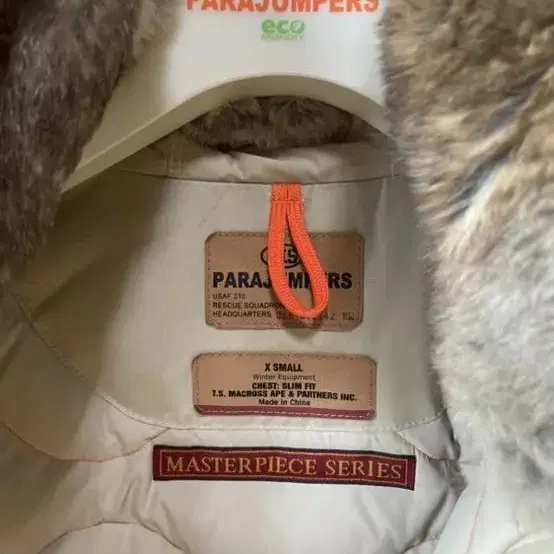 PARAJUMPERS
eco
PARAJUMPERS
USAF 210
RESCUE SQUADRON
HEADQUARTERS
X SMALL
Winter Equipment
CHEST: SLIM FIT
T.S. MACROSS APE & PARTNERS INC.
Made in China
MASTERPIECE SERIES